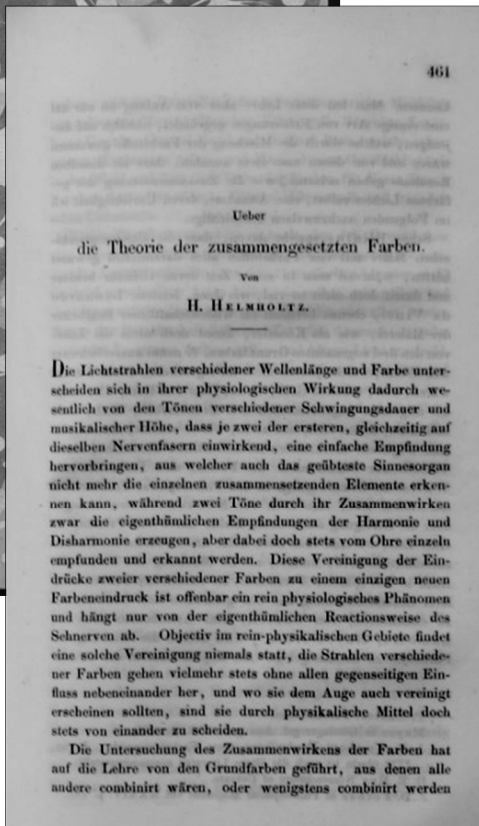 461
Ueber
die Theorie der zusammengesetzten Farben.
Von
H. Helmholtz.
Die Lichtstrahlen verschiedener Wellenlänge und Farbe unter-
scheiden sich in ihrer physiologischen Wirkung dadurch we-
sentlich von den Tönen verschiedener Schwingungsdauer und
musikalischer Höhe, dass je zwei der ersteren, gleichzeitig auf
dieselben Nervenfasern einwirkend, eine einfache Empfindung
hervorbringen, aus welcher auch das geübteste Sinnesorgan
nicht mehr die einzelnen zusammensetzenden Elemente erken-
nen kann, während zwei Töne durch ihr Zusammenwirken
zwar die eigenthümlichen Empfindungen der Harmonie und
Disharmonie erzeugen, aber dabei doch stets vom Ohre einzeln
empfunden und erkannt werden. Diese Vereinigung der Ein-
drücke zweier verschiedener Farben zu einem einzigen neuen
Farbeneindruck ist offenbar ein rein physiologisches Phänomen
und hängt nur von der eigenthümlichen Reactionsweise des
Sehnerven ab. Objectiv im rein-physikalischen Gebiete findet
eine solche Vereinigung niemals statt, die Strahlen verschiede-
ner Farben gehen vielmehr stets ohne allen gegenseitigen Ein-
fluss nebeneinander her, und wo sie dem Auge auch vereinigt
erscheinen sollten, sind sie durch physikalische Mittel doch
stets von einander zu scheiden.
Die Untersuchung des Zusammenwirkens der Farben hat
auf die Lehre von den Grundfarben geführt, aus denen alle
andere combinirt wären, oder wenigstens combinirt werden